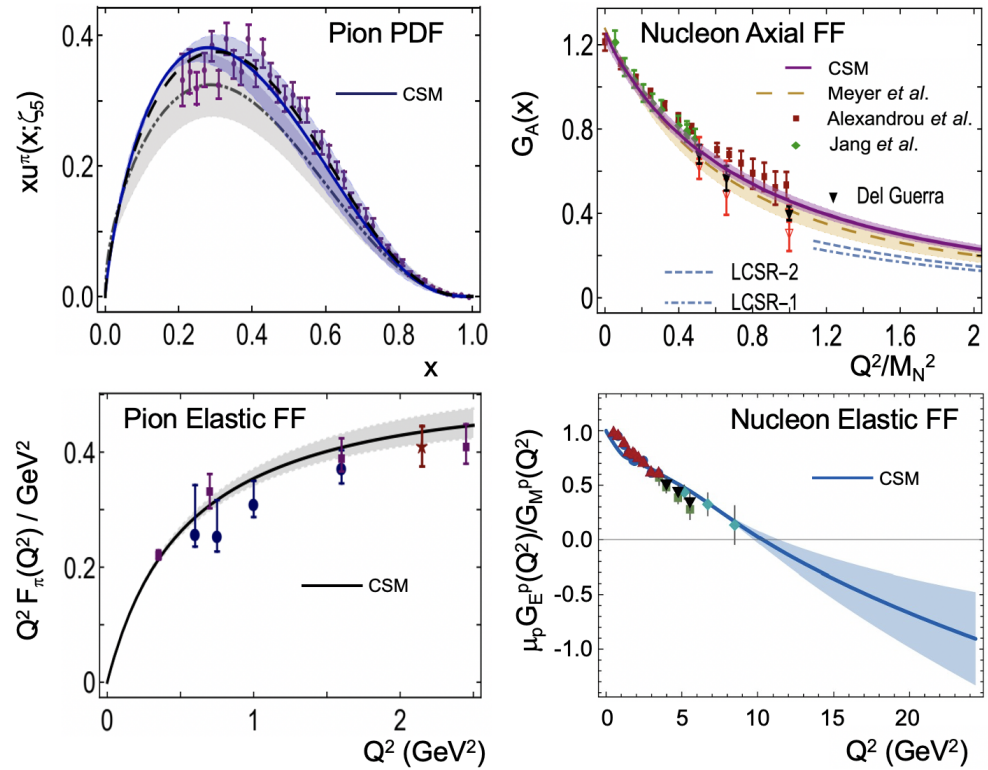 Pion PDF
CSM
xu^π(x;ζ₅)
0.4
0.2
0.0
0.0 0.2 0.4 0.6 0.8 1.0
x
Nucleon Axial FF
CSM
Meyer et al.
Alexandrou et al.
Jang et al.
Del Guerra
LCSR-2
LCSR-1
G_A(x)
1.2
0.8
0.4
0
0.0 0.4 0.8 1.2 1.6 2
Q²/M_N²
Pion Elastic FF
CSM
Q² F_π(Q²) / GeV²
0.4
0.2
0
0 1 2
Q² (GeV²)
Nucleon Elastic FF
CSM
μ_pG_E^p(Q²)/G_M^p(Q²)
1.0
0.5
0.0
-0.5
-1.0
0 5 10 15 20
Q² (GeV²)